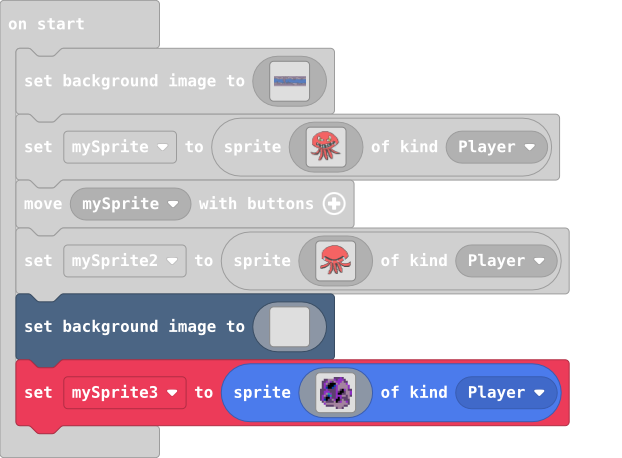 on start
set background image to
set mySprite to sprite of kind Player
move mySprite with buttons
set mySprite2 to sprite of kind Player
set background image to
set mySprite3 to sprite of kind Player